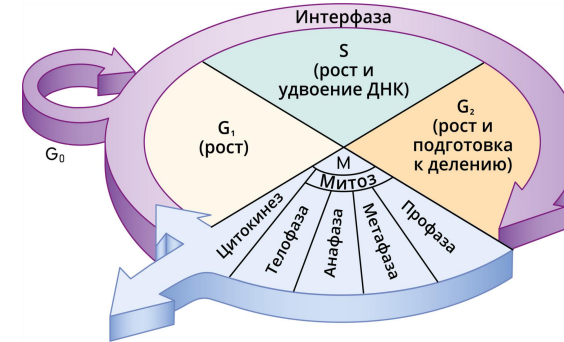 Интерфаза
S
(рост и
удвоение ДНК)
G₁
(рост)
G₂
(рост и
подготовка
к делению)
G₀
М
Митоз
Цитокинез
Телофаза
Анафаза
Метафаза
Профаза